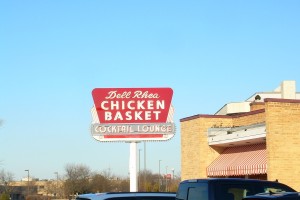 Dell Rhea
CHICKEN
BASKET
COCKTAIL LOUNGE